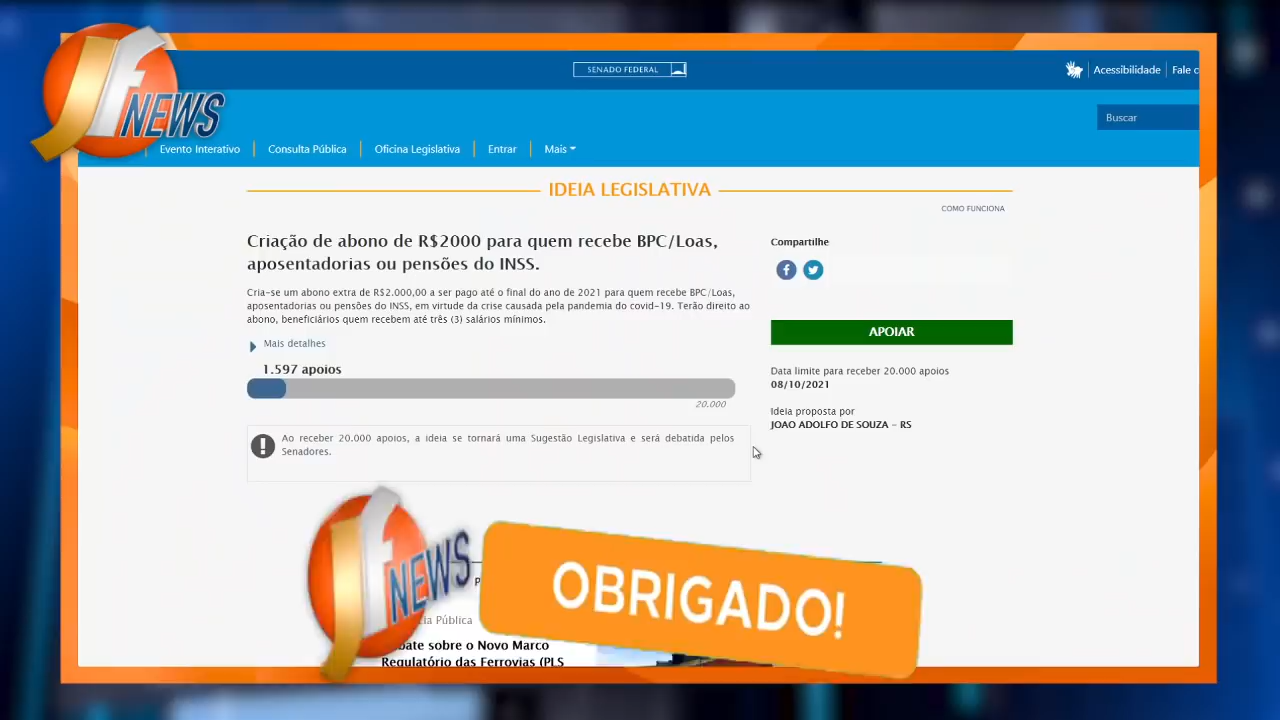 JF NEWS
SENADO FEDERAL
Acessibilidade
Fale c
Buscar
Evento Interativo
Consulta Pública
Oficina Legislativa
Entrar
Mais
IDEIA LEGISLATIVA
COMO FUNCIONA
Criação de abono de R$2000 para quem recebe BPC/Loas,
aposentadorias ou pensões do INSS.
Cria-se um abono extra de R$2.000,00 a ser pago até o final do ano de 2021 para quem recebe BPC/Loas,
aposentadorias ou pensões do INSS, em virtude da crise causada pela pandemia do covid-19. Terão direito ao
abono, beneficiários quem recebem até três (3) salários mínimos.
Mais detalhes
1.597 apoios
20.000
Ao receber 20.000 apoios, a ideia se tornará uma Sugestão Legislativa e será debatida pelos
Senadores.
Compartilhe
APOIAR
Data limite para receber 20.000 apoios
08/10/2021
Ideia proposta por
JOAO ADOLFO DE SOUZA - RS
JF NEWS
OBRIGADO!
P
cia Pública
bate sobre o Novo Marco
Regulatório das Ferrovias (PLS